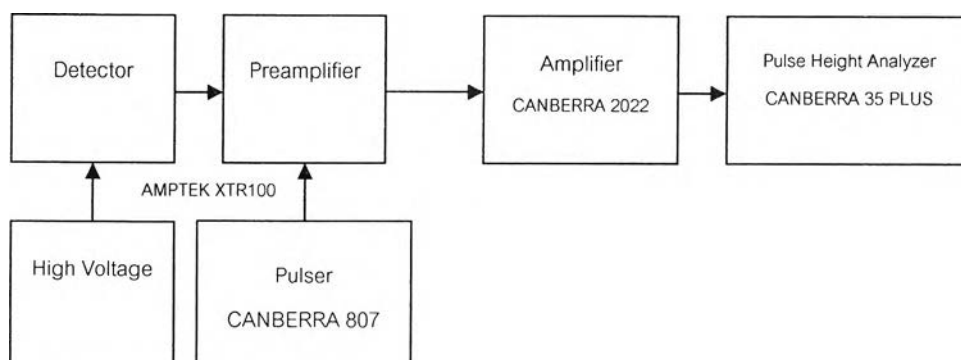 Detector
Preamplifier
Amplifier
CANBERRA 2022
Pulse Height Analyzer
CANBERRA 35 PLUS
AMPTEK XTR100
High Voltage
Pulser
CANBERRA 807